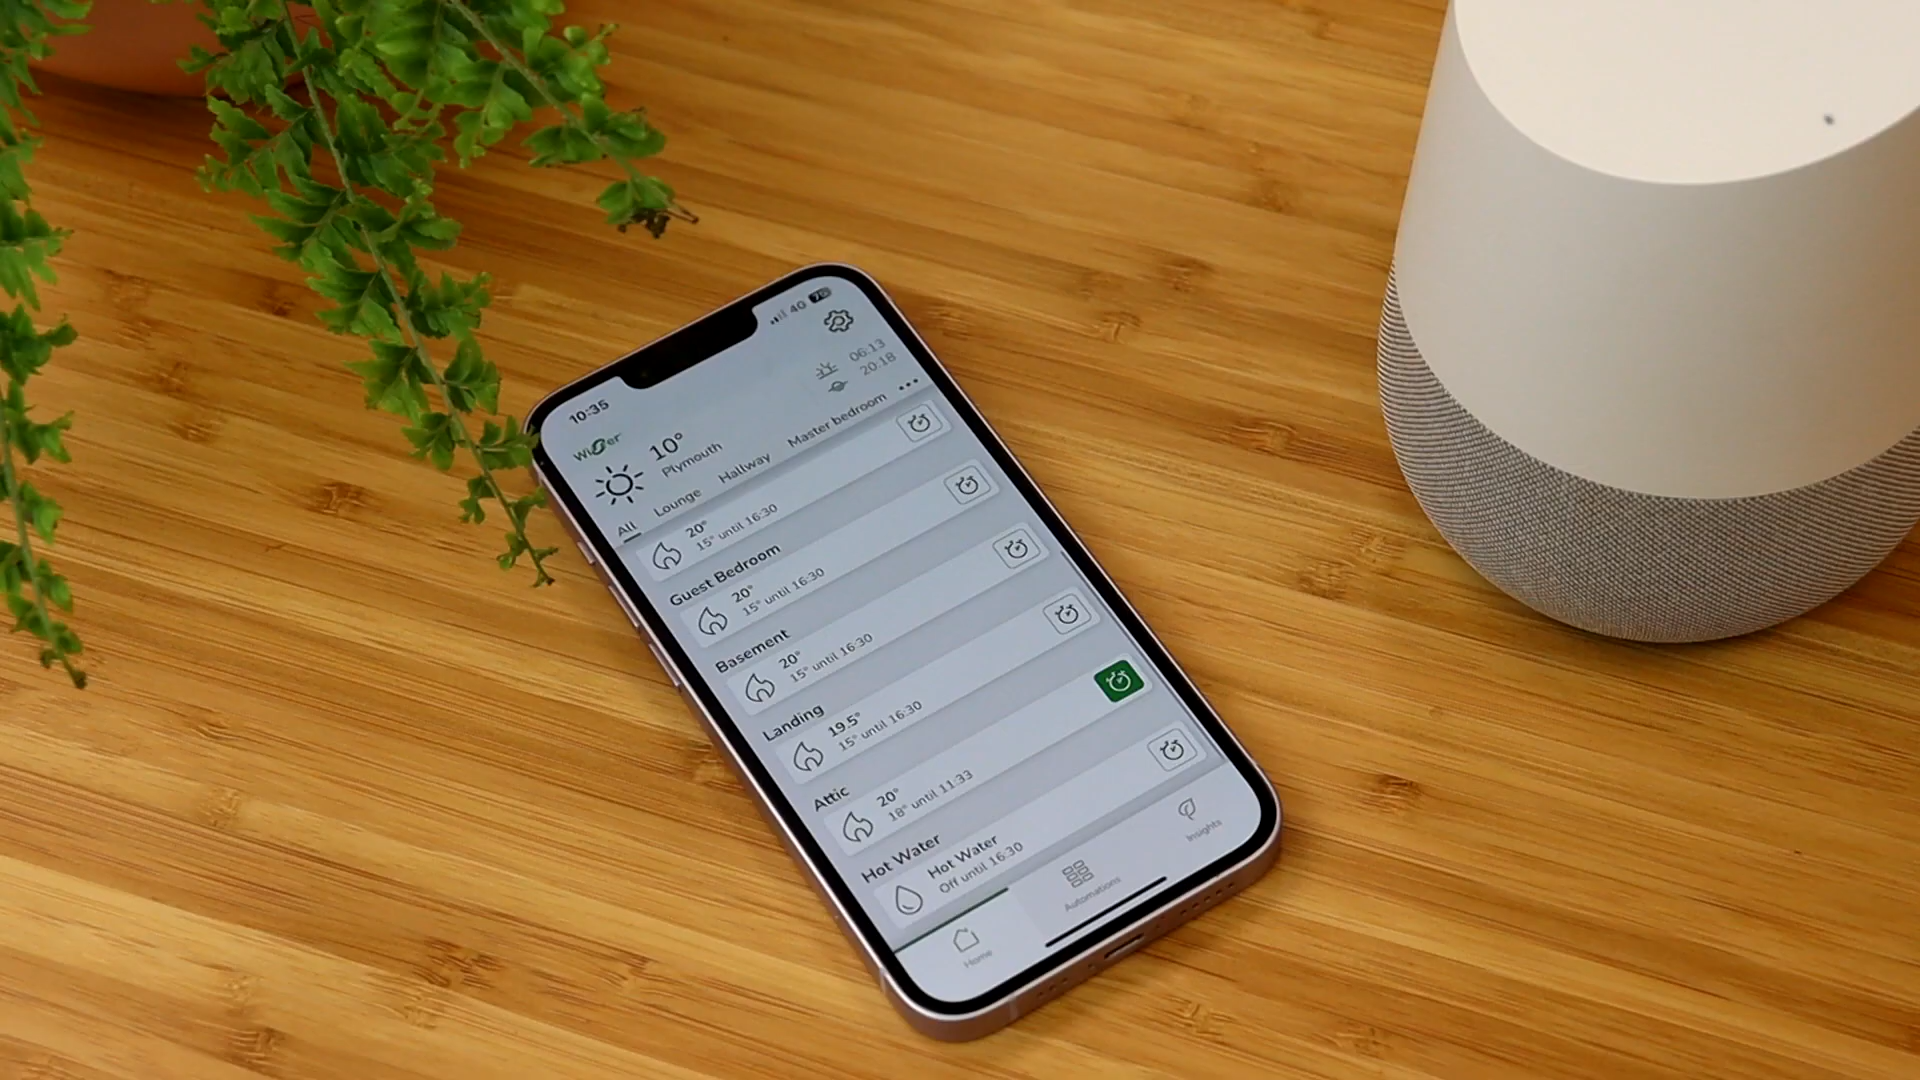 10:35
4G
Wiser
10°
Plymouth
06:13
20:18
All Lounge Hallway Master bedroom
20°
15° until 16:30
Guest Bedroom
20°
15° until 16:30
Basement
20°
15° until 16:30
Landing
19.5°
15° until 16:30
Attic
20°
18° until 11:33
Hot Water
Hot Water
Off until 16:30
Home
Automations
Insights